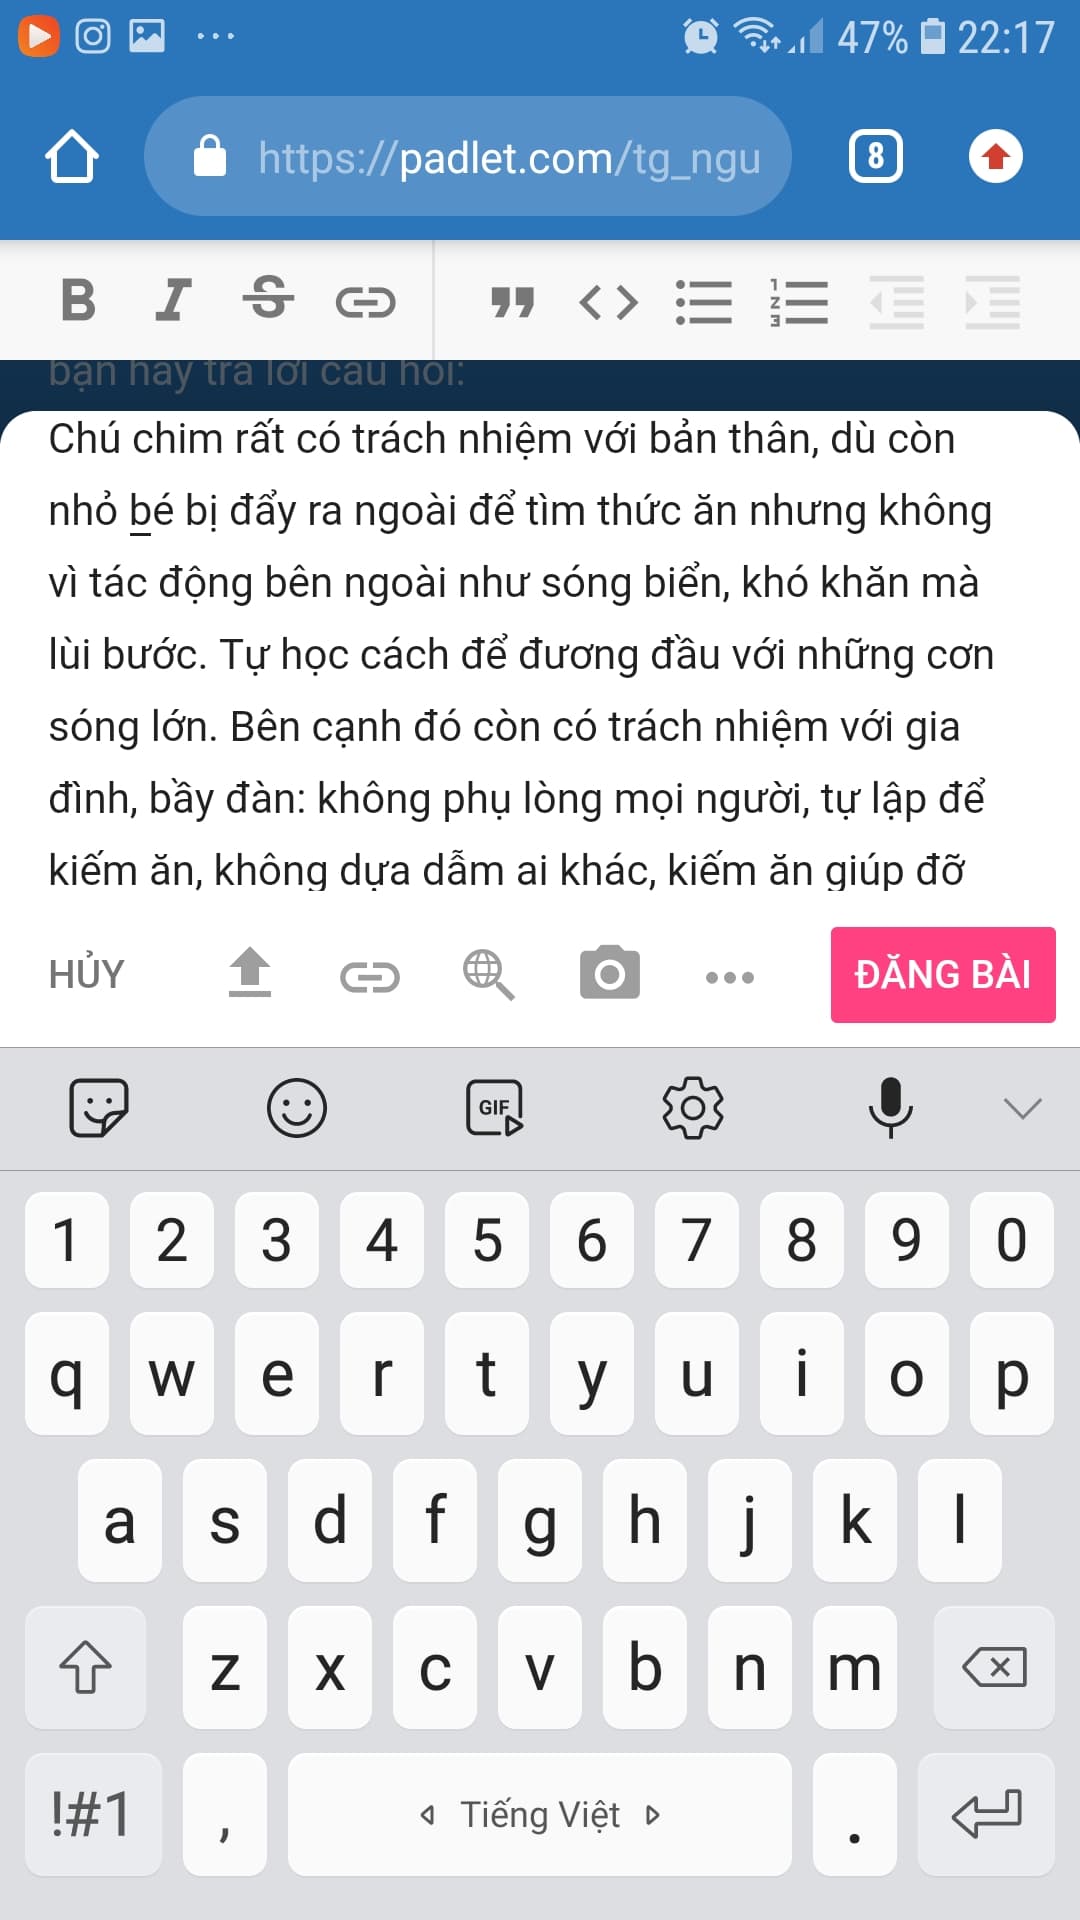 47% 22:17
https://padlet.com/tg_ngu
8
bạn hãy trả lời câu hỏi:
Chú chim rất có trách nhiệm với bản thân, dù còn
nhỏ bé bị đẩy ra ngoài để tìm thức ăn nhưng không
vì tác động bên ngoài như sóng biển, khó khăn mà
lùi bước. Tự học cách để đương đầu với những cơn
sóng lớn. Bên cạnh đó còn có trách nhiệm với gia
đình, bầy đàn: không phụ lòng mọi người, tự lập để
kiếm ăn, không dựa dẫm ai khác, kiếm ăn giúp đỡ
HỦY ĐĂNG BÀI
GIF
1 2 3 4 5 6 7 8 9 0
q w e r t y u i o p
a s d f g h j k l
z x c v b n m
!#1 , Tiếng Việt .